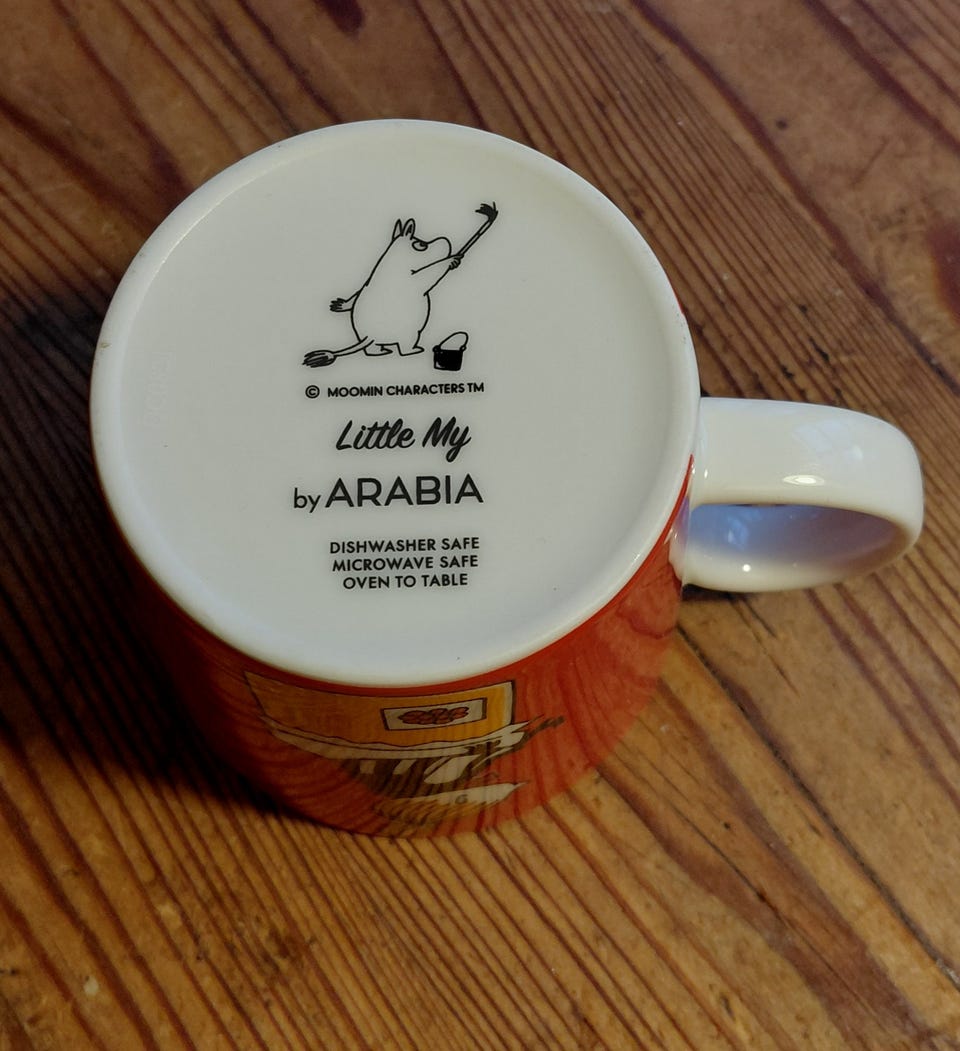 © MOOMIN CHARACTERS TM
Little My
by ARABIA
DISHWASHER SAFE
MICROWAVE SAFE
OVEN TO TABLE